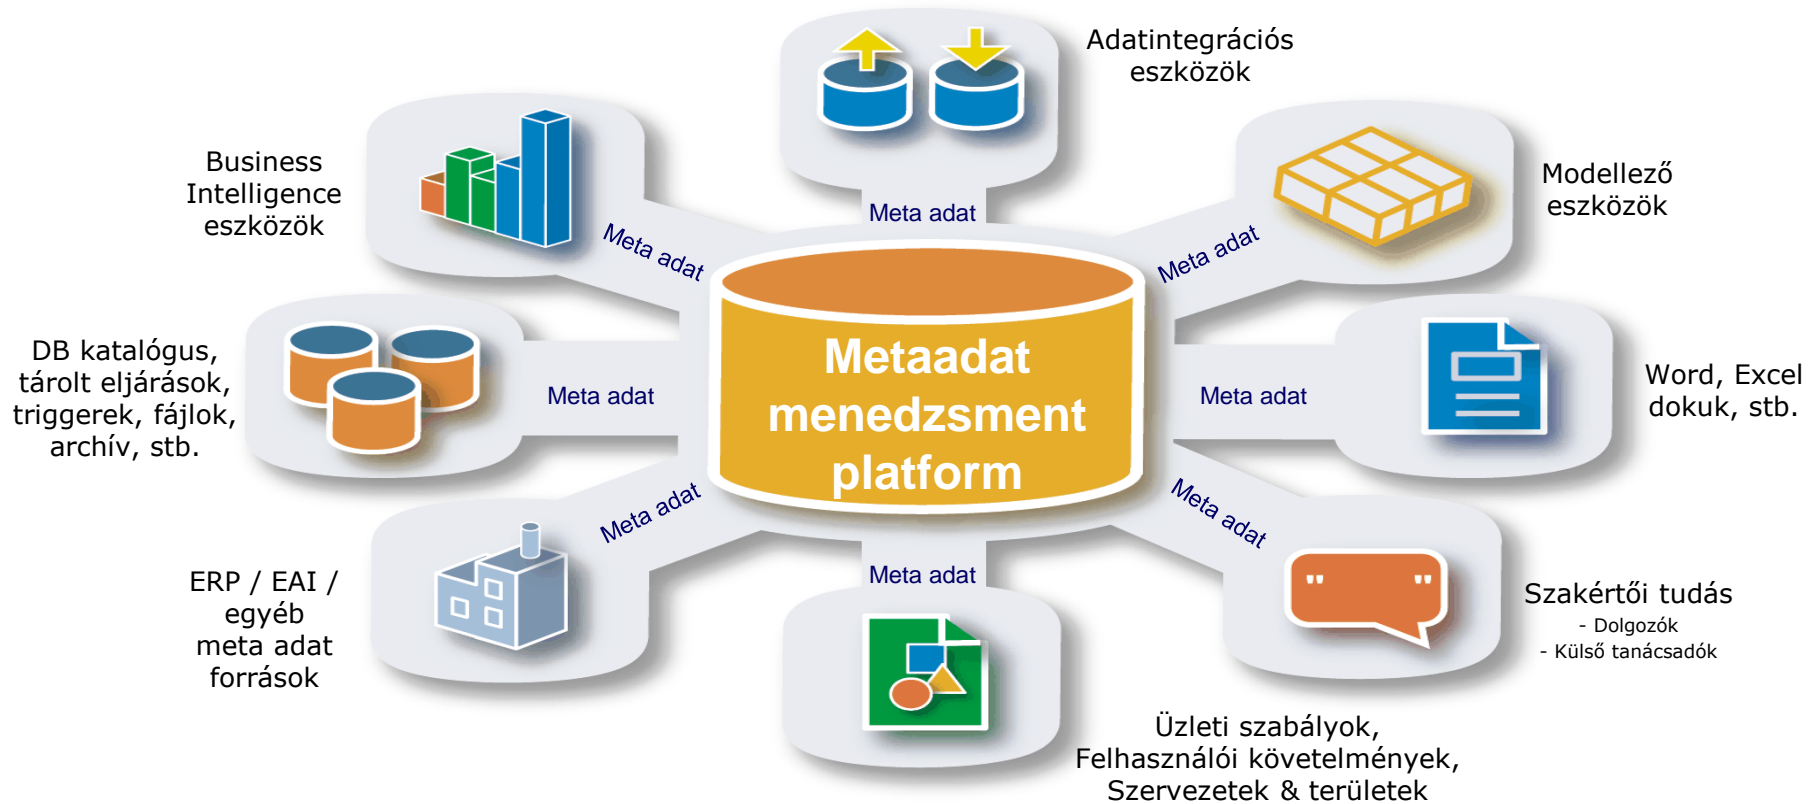 Adatintegrációs
eszközök
Business
Intelligence
eszközök
Modellező
eszközök
Meta adat
Meta adat
Meta adat
DB katalógus,
tárolt eljárások,
triggerek, fájlok,
archív, stb.
Meta adat
Metaadat
menedzsment
platform
Meta adat
Word, Excel
dokuk, stb.
Meta adat
Meta adat
Meta adat
ERP / EAI /
egyéb
meta adat
források
" "
Szakértői tudás
- Dolgozók
- Külső tanácsadók
Üzleti szabályok,
Felhasználói követelmények,
Szervezetek & területek